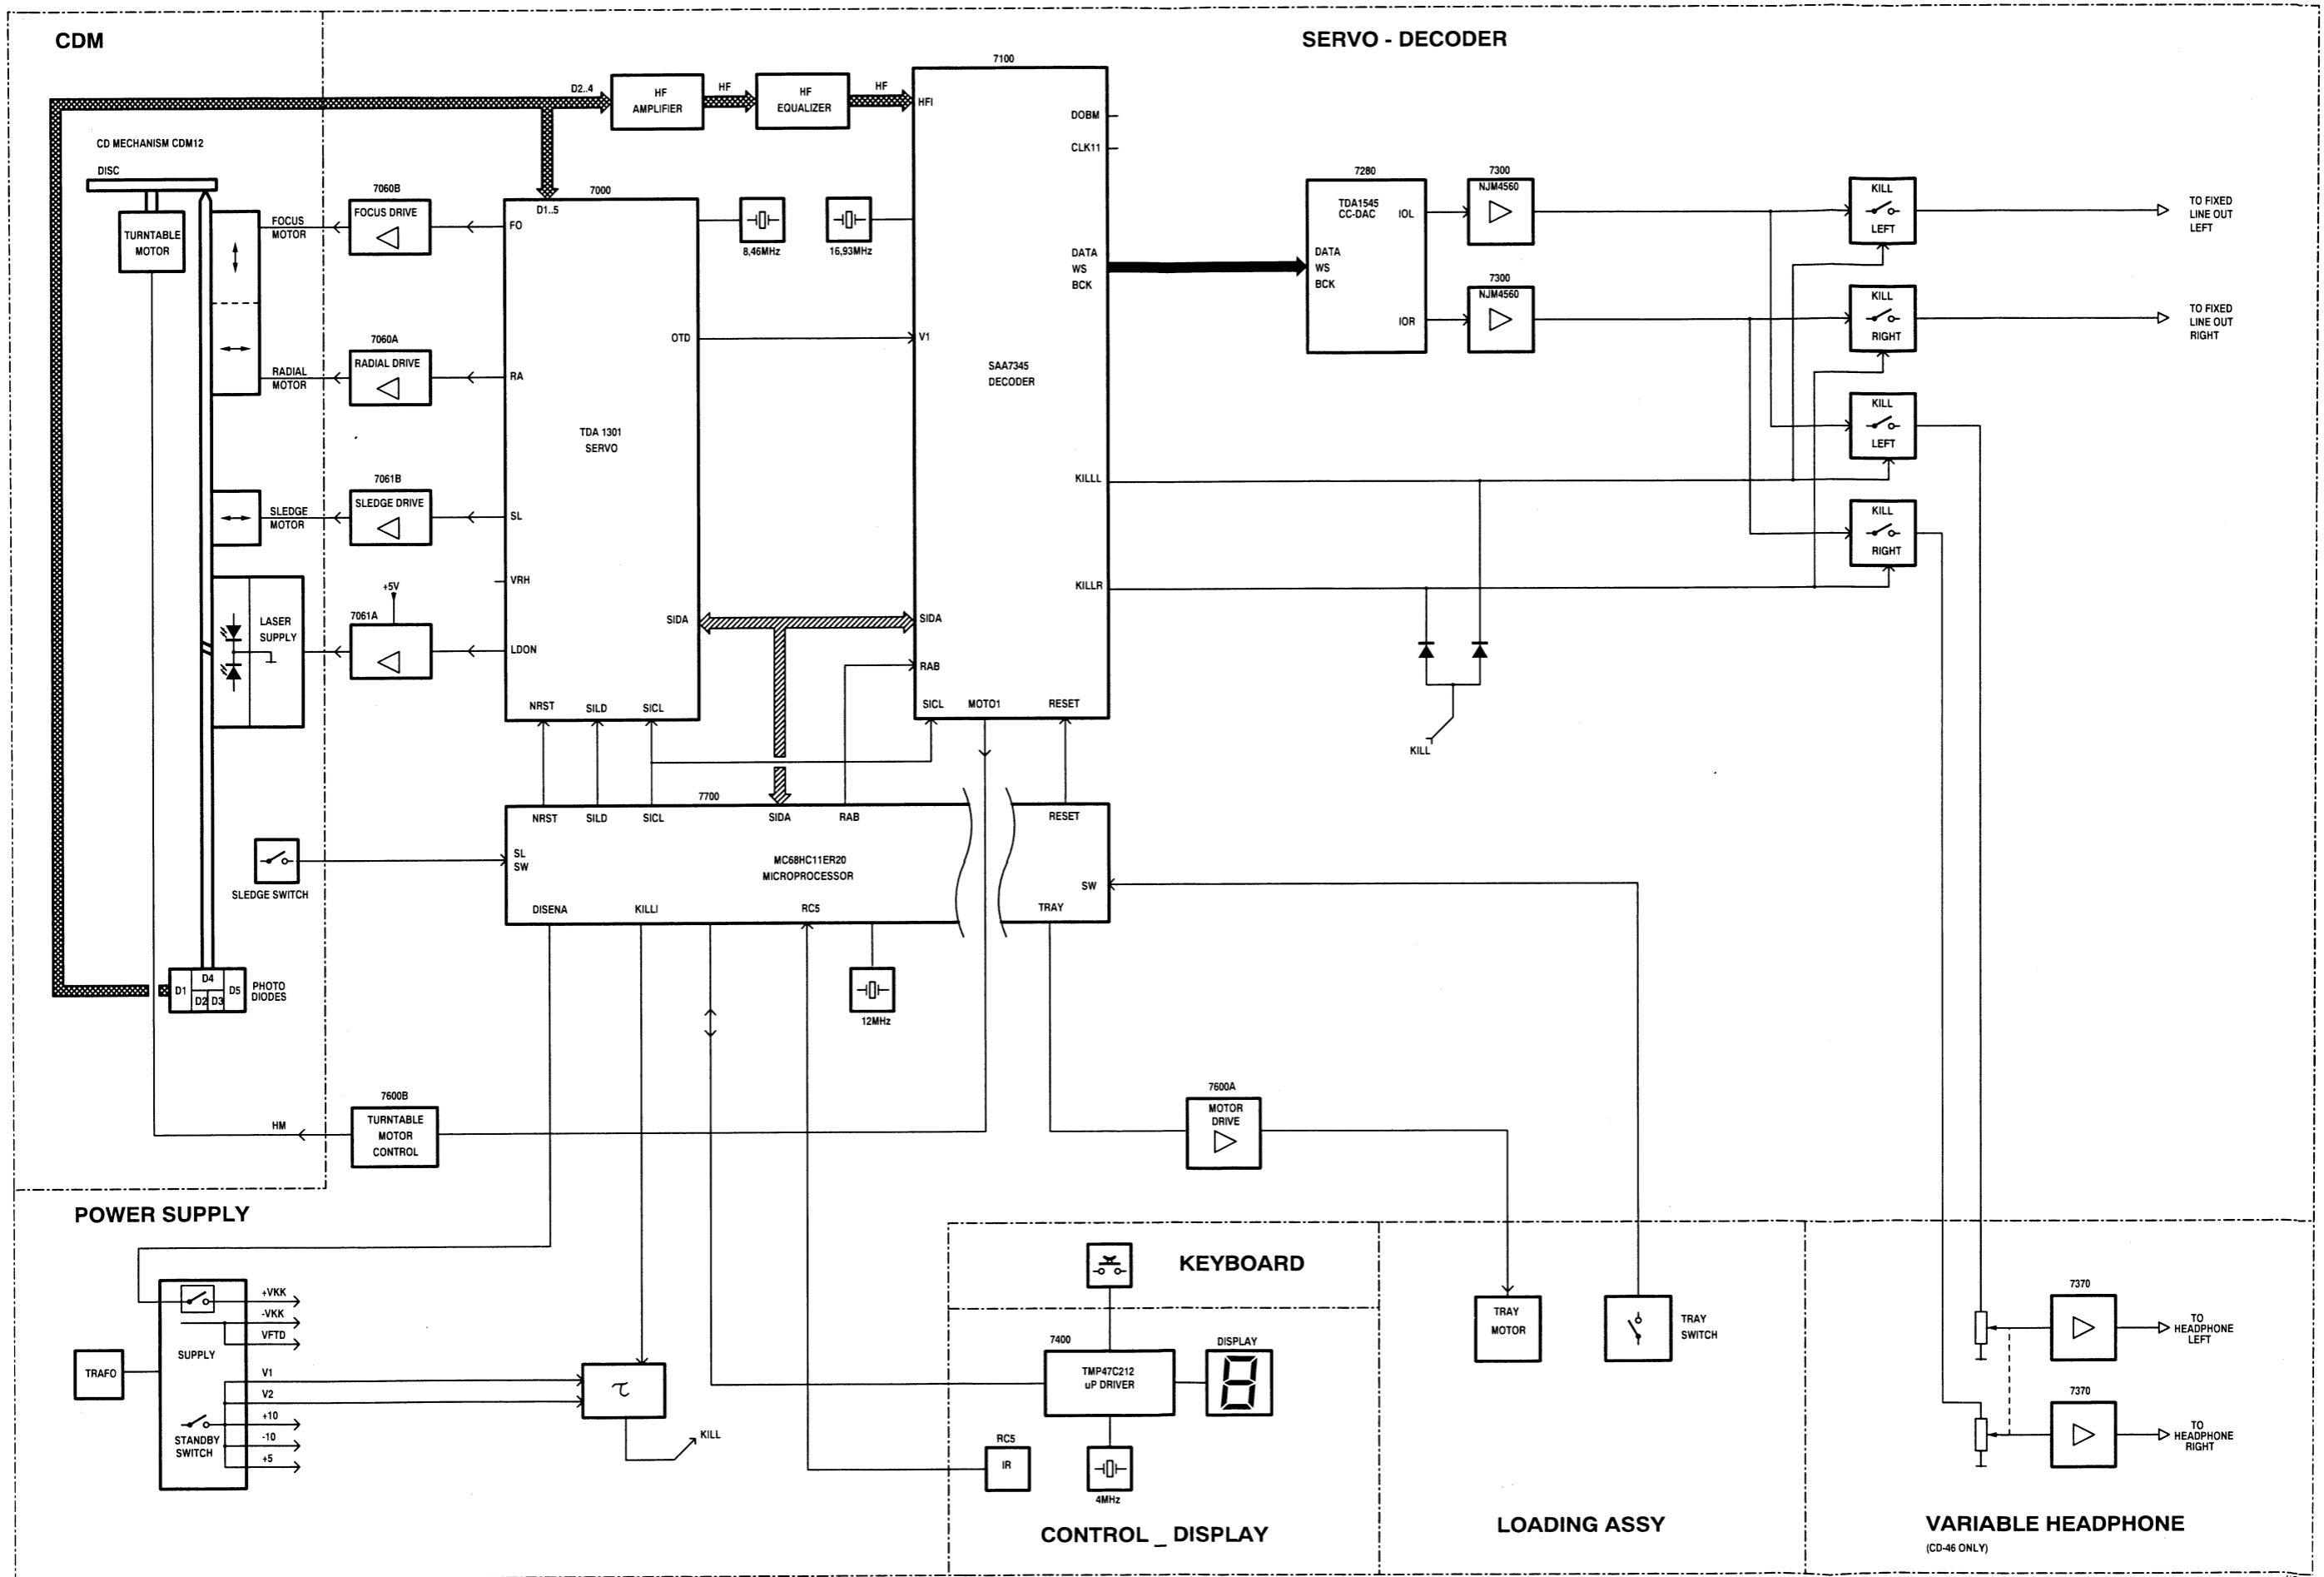 CDM
SERVO - DECODER
7100
D2..4
HF
AMPLIFIER
HF
HF
EQUALIZER
HF
HFI
DOBM
CLK11
CD MECHANISM CDM12
DISC
TURNTABLE
MOTOR
FOCUS
MOTOR
7060B
FOCUS DRIVE
7000
D1..5
FO
8,46MHz
16,93MHz
DATA
WS
BCK
7280
TDA1545
CC-DAC
IOL
DATA
WS
BCK
IOR
7300
NJM4560
7300
NJM4560
KILL
LEFT
TO FIXED
LINE OUT
LEFT
KILL
RIGHT
TO FIXED
LINE OUT
RIGHT
RADIAL
MOTOR
7060A
RADIAL DRIVE
RA
OTD
V1
SAA7345
DECODER
TDA 1301
SERVO
KILL
LEFT
KILLL
SLEDGE
MOTOR
7061B
SLEDGE DRIVE
SL
KILL
RIGHT
VRH
KILLR
+5V
7061A
LASER
SUPPLY
LDON
SIDA
SIDA
RAB
NRST
SILD
SICL
SICL
MOTO1
RESET
KILL
7700
NRST
SILD
SICL
SIDA
RAB
RESET
SL
SW
MC68HC11ER20
MICROPROCESSOR
SW
DISENA
KILLI
RC5
TRAY
SLEDGE SWITCH
D1
D4
D2
D3
D5
PHOTO
DIODES
12MHz
HM
7600B
TURNTABLE
MOTOR
CONTROL
7600A
MOTOR
DRIVE
POWER SUPPLY
+VKK
-VKK
VFTD
SUPPLY
TRAFO
V1
V2
+10
-10
+5
STANDBY
SWITCH
τ
KILL
KEYBOARD
7400
TMP47C212
uP DRIVER
DISPLAY
8
RC5
IR
4MHz
CONTROL _ DISPLAY
TRAY
MOTOR
TRAY
SWITCH
LOADING ASSY
7370
TO
HEADPHONE
LEFT
7370
TO
HEADPHONE
RIGHT
VARIABLE HEADPHONE
(CD-46 ONLY)